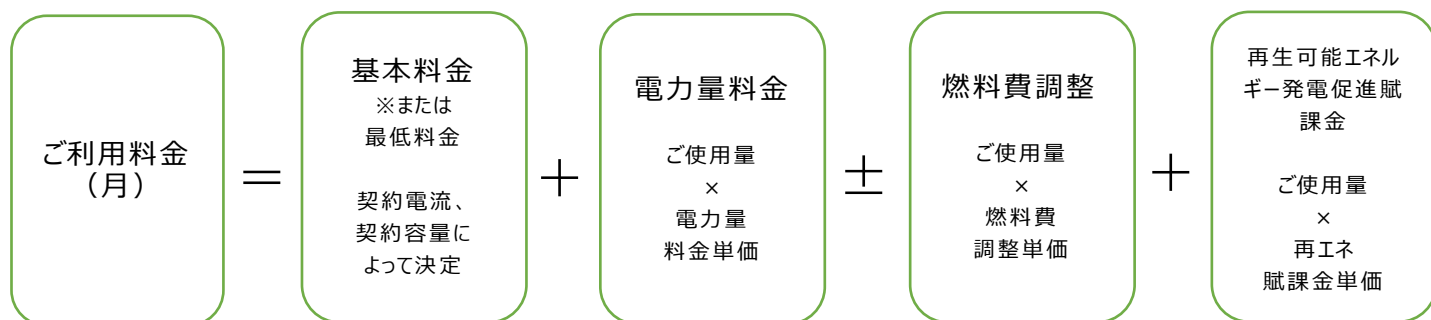 ご利用料金
（月）
＝
基本料金
※または
最低料金
契約電流、
契約容量に
よって決定
＋
電力量料金
ご使用量
×
電力量
料金単価
±
燃料費調整
ご使用量
×
燃料費
調整単価
＋
再生可能エネル
ギー発電促進賦
課金
ご使用量
×
再エネ
賦課金単価